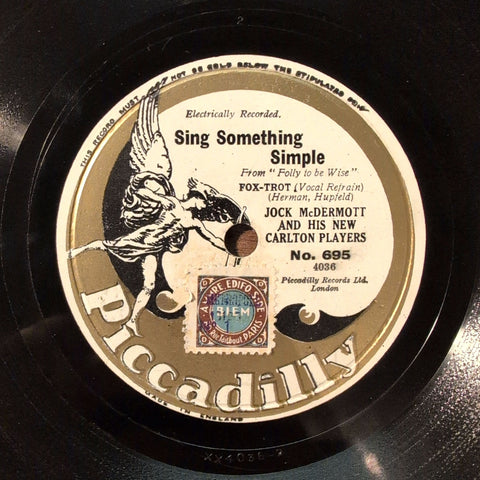 2
THIS RECORD MUST NOT BE SOLD BELOW THE STIPULATED PRICE
Electrically Recorded.
Sing Something
Simple
From "Folly to be Wise"
FOX-TROT (Vocal Refrain)
(Herman, Hupfeld)
JOCK McDERMOTT
AND HIS NEW
CARLTON PLAYERS
No. 695
4036
Piccadilly Records Ltd.
London
EDIFO
BIEM
PARIS
Piccadilly
MADE IN ENGLAND